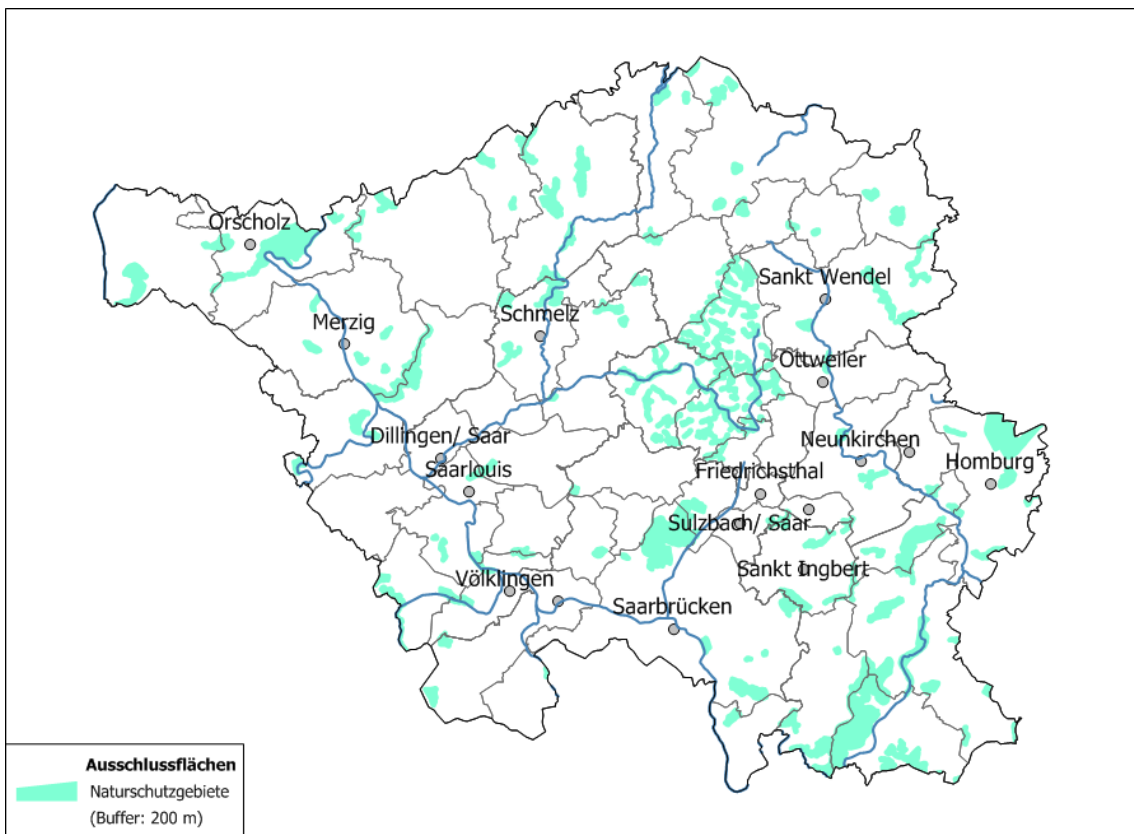 Orscholz
Sankt Wendel
Merzig
Schmelz
Ottweiler
Dillingen/ Saar
Neunkirchen
Saarlouis
Friedrichsthal
Homburg
Sulzbach/ Saar
Völklingen
Sankt Ingbert
Saarbrücken
Ausschlussflächen
Naturschutzgebiete
(Buffer: 200 m)